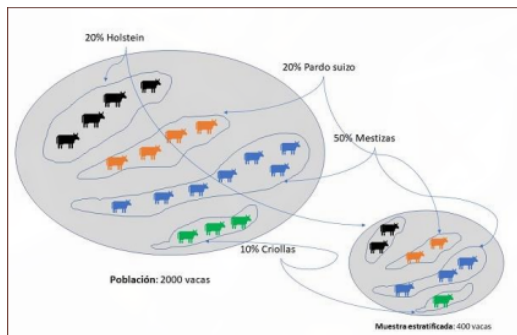 20% Holstein
20% Pardo suizo
50% Mestizas
10% Criollas
Población: 2000 vacas
Muestra estratificada: 400 vacas